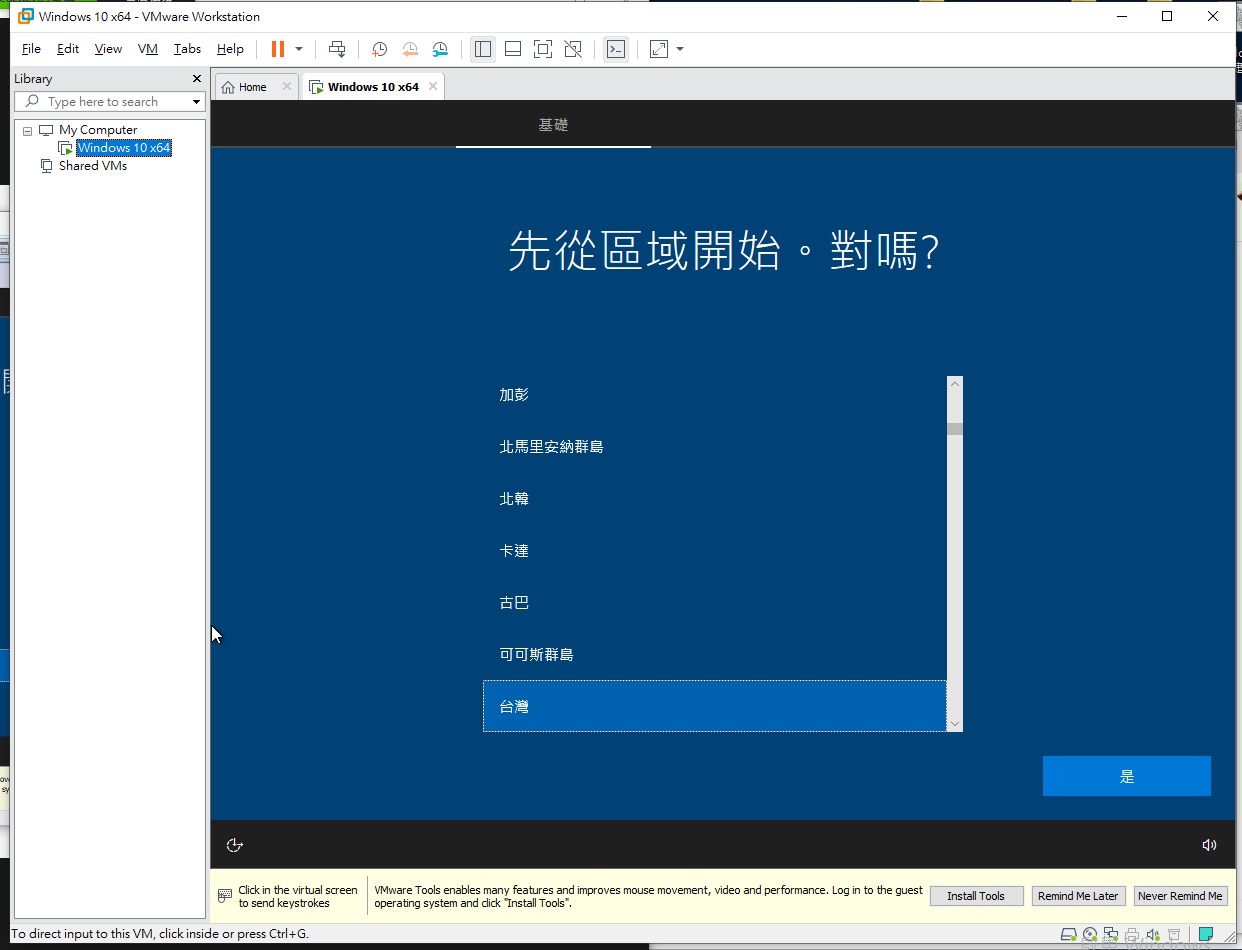 Windows 10 x64 - VMware Workstation
File Edit View VM Tabs Help
Library
Type here to search
My Computer
Windows 10 x64
Shared VMs
Home
Windows 10 x64
基礎
先從區域開始。對嗎?
加彭
北馬里安納群島
北韓
卡達
古巴
可可斯群島
台灣
是
Click in the virtual screen
to send keystrokes
VMware Tools enables many features and improves mouse movement, video and performance. Log in to the guest
operating system and click "Install Tools".
Install Tools
Remind Me Later
Never Remind Me
To direct input to this VM, click inside or press Ctrl+G.